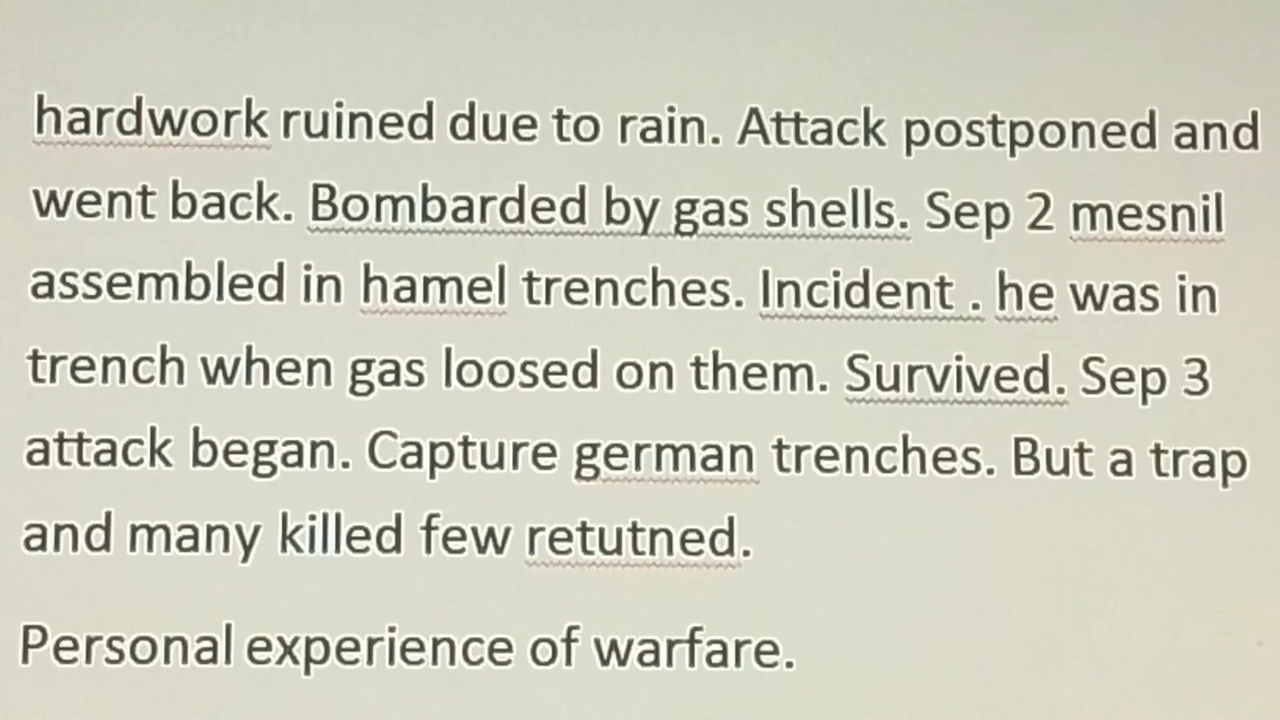 hardwork ruined due to rain. Attack postponed and
went back. Bombarded by gas shells. Sep 2 mesnil
assembled in hamel trenches. Incident . he was in
trench when gas loosed on them. Survived. Sep 3
attack began. Capture german trenches. But a trap
and many killed few retutned.
Personal experience of warfare.